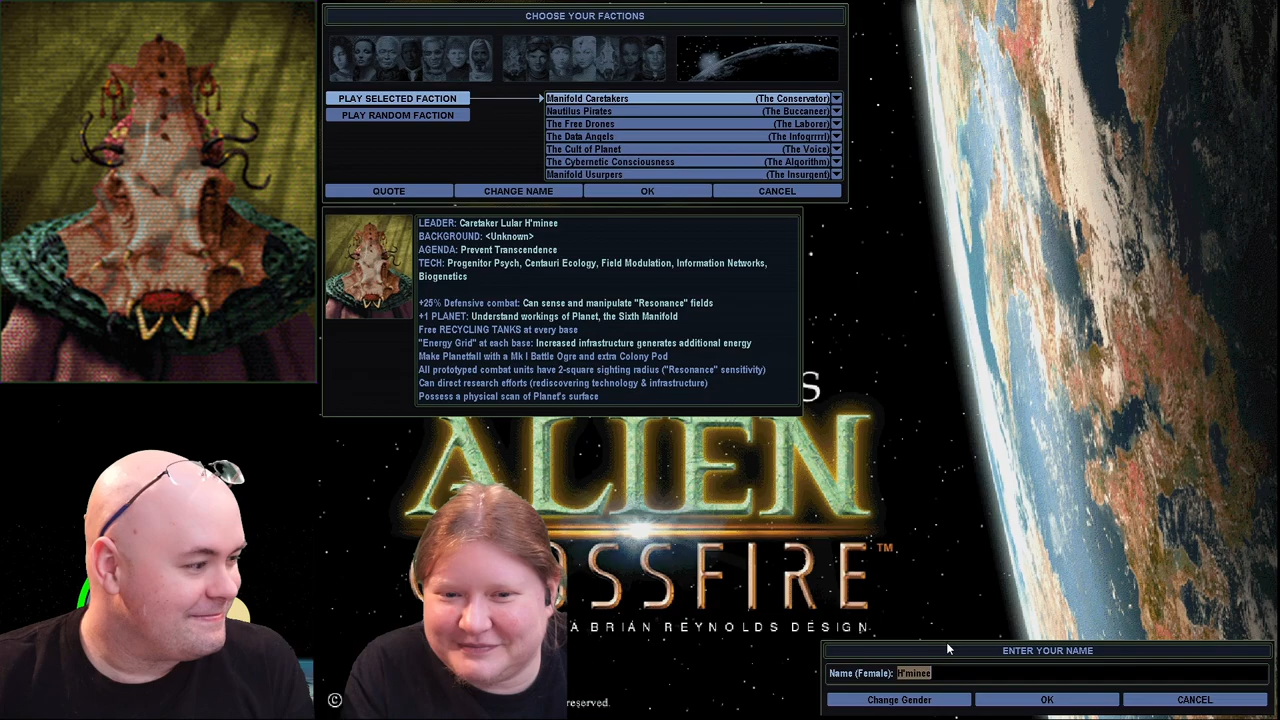 CHOOSE YOUR FACTIONS
PLAY SELECTED FACTION
PLAY RANDOM FACTION
Manifold Caretakers (The Conservator)
Nautilus Pirates (The Buccaneer)
The Free Drones (The Laborer)
The Data Angels (The Infogrrrl)
The Cult of Planet (The Voice)
The Cybernetic Consciousness (The Algorithm)
Manifold Usurpers (The Insurgent)
QUOTE CHANGE NAME OK CANCEL
LEADER: Caretaker Lular H'minee
BACKGROUND: <Unknown>
AGENDA: Prevent Transcendence
TECH: Progenitor Psych, Centauri Ecology, Field Modulation, Information Networks,
Biogenetics
+25% Defensive combat: Can sense and manipulate "Resonance" fields
+1 PLANET: Understand workings of Planet, the Sixth Manifold
Free RECYCLING TANKS at every base
"Energy Grid" at each base: Increased infrastructure generates additional energy
Make Planetfall with a Mk I Battle Ogre and extra Colony Pod
All prototyped combat units have 2-square sighting radius ("Resonance" sensitivity)
Can direct research efforts (rediscovering technology & infrastructure)
Possess a physical scan of Planet's surface
S
ALIEN
OSSFIRE™
A BRIAN REYNOLDS DESIGN
© reserved.
ENTER YOUR NAME
Name (Female): H'minee
Change Gender OK CANCEL